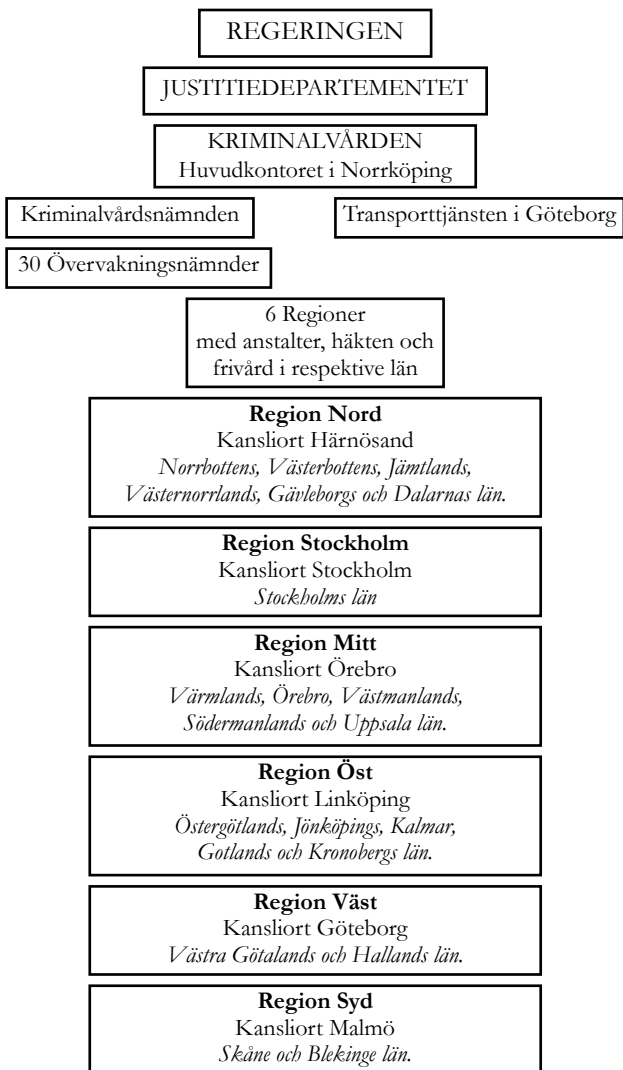 REGERINGEN
JUSTITIEDEPARTEMENTET
KRIMINALVÅRDEN
Huvudkontoret i Norrköping
Kriminalvårdsnämnden
Transporttjänsten i Göteborg
30 Övervakningsnämnder
6 Regioner
med anstalter, häkten och
frivård i respektive län
Region Nord
Kansliort Härnösand
Norrbottens, Västerbottens, Jämtlands,
Västernorrlands, Gävleborgs och Dalarnas län.
Region Stockholm
Kansliort Stockholm
Stockholms län
Region Mitt
Kansliort Örebro
Värmlands, Örebro, Västmanlands,
Södermanlands och Uppsala län.
Region Öst
Kansliort Linköping
Östergötlands, Jönköpings, Kalmar,
Gotlands och Kronobergs län.
Region Väst
Kansliort Göteborg
Västra Götalands och Hallands län.
Region Syd
Kansliort Malmö
Skåne och Blekinge län.